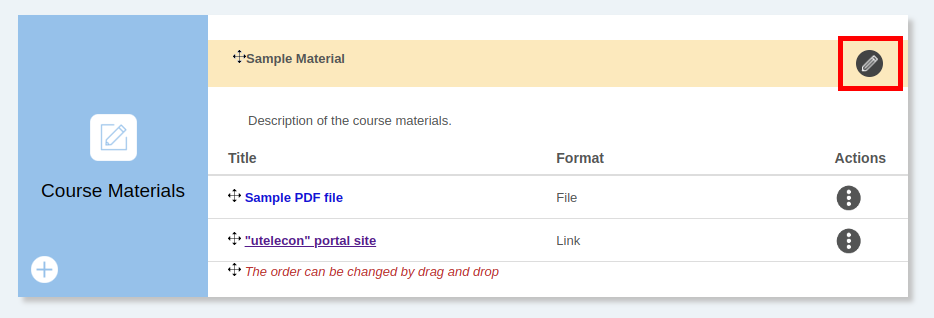 Sample Material
Description of the course materials.
Title Format Actions
Sample PDF file File
Course Materials
"utelecon" portal site Link
The order can be changed by drag and drop